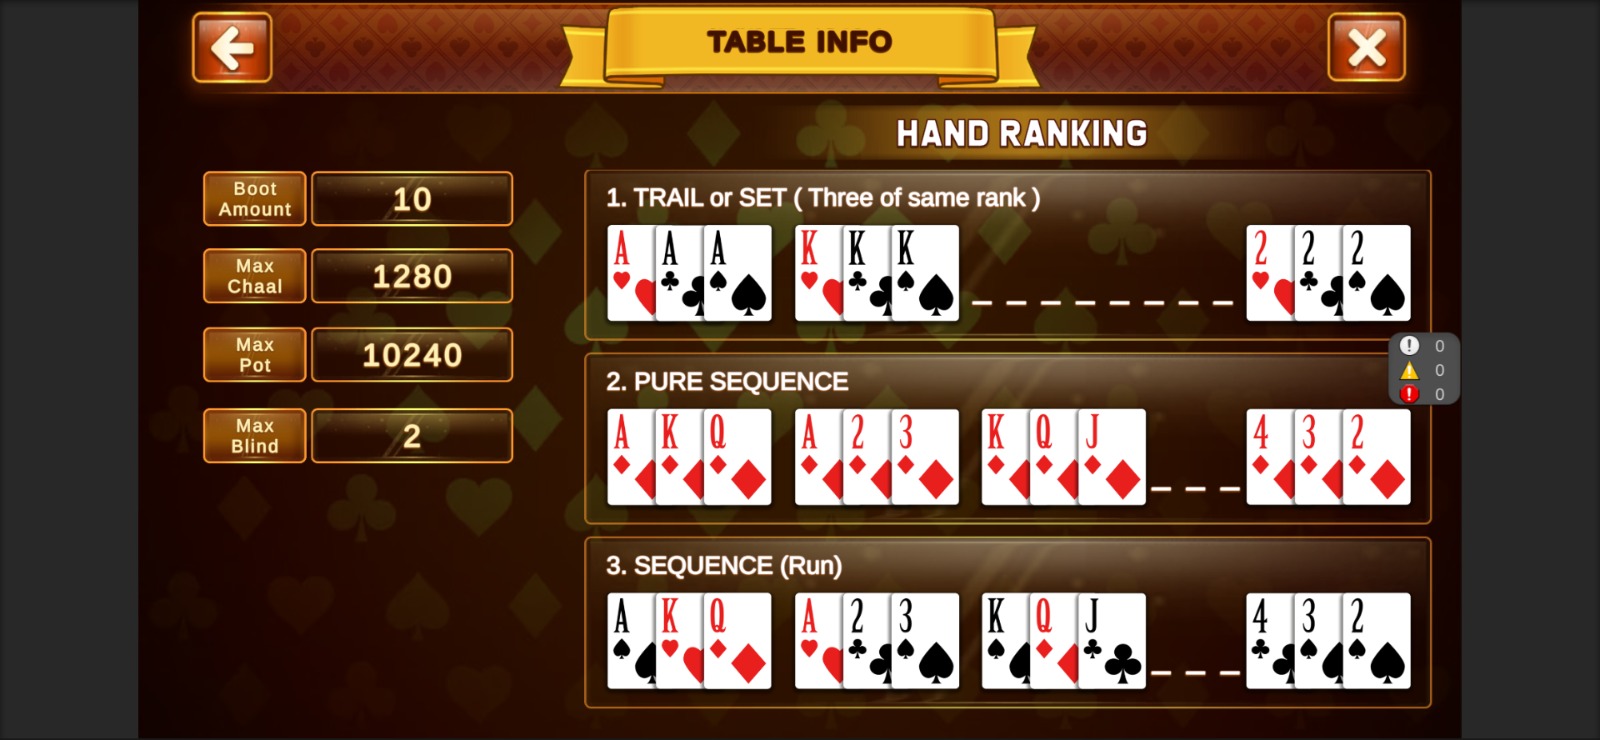 TABLE INFO
HAND RANKING
Boot
Amount
10
Max
Chaal
1280
Max
Pot
10240
Max
Blind
2
1. TRAIL or SET ( Three of same rank )
A A A K K K 2 2 2
2. PURE SEQUENCE
A K Q A 2 3 K Q J 4 3 2
3. SEQUENCE (Run)
A K Q A 2 3 K Q J 4 3 2
0
0
0